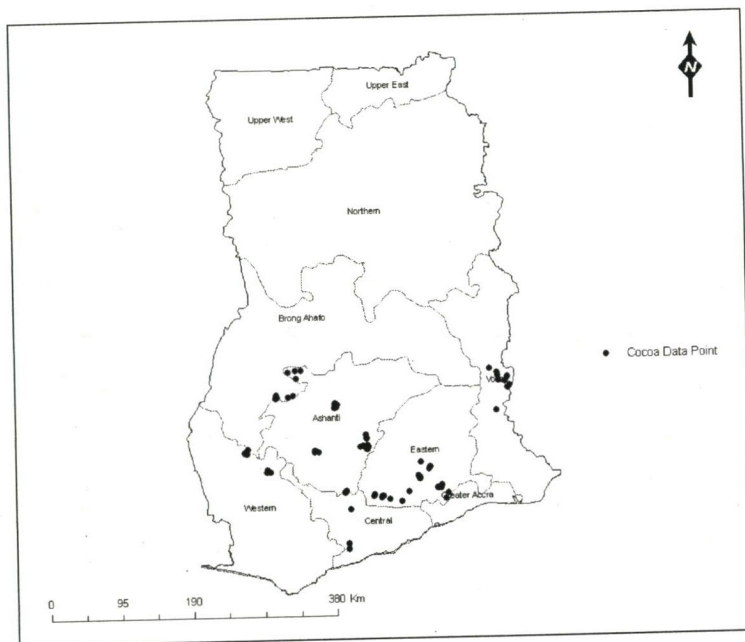 N
Upper East
Upper West
Northern
Brong Ahafo
Cocoa Data Point
Ashanti
Eastern
Greater Accra
Western
Central
0 95 190 380 Km